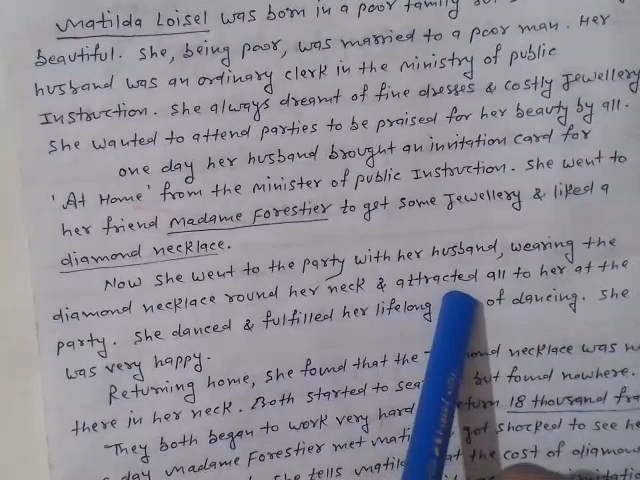 Matilda Loisel was born in a poor family
beautiful. She, being poor, was married to a poor man. Her
husband was an ordinary clerk in the ministry of public
Instruction. She always dreamt of fine dresses & costly Jewellery
She wanted to attend parties to be praised for her beauty by all.
one day her husband brought an invitation card for
'At Home' from the minister of public Instruction. She went to
her friend Madame Forestier to get some Jewellery & liked a
diamond necklace.
Now she went to the party with her husband, wearing the
diamond necklace round her neck & attracted all to her at the
party. She danced & fulfilled her lifelong of dancing. She
was very happy.
Returning home, she found that the necklace was
there in her neck. Both started to but found nowhere.
They both began to work very hard 18 thousand
day Madame Forestier met got shocked to see
She tells at the cost of